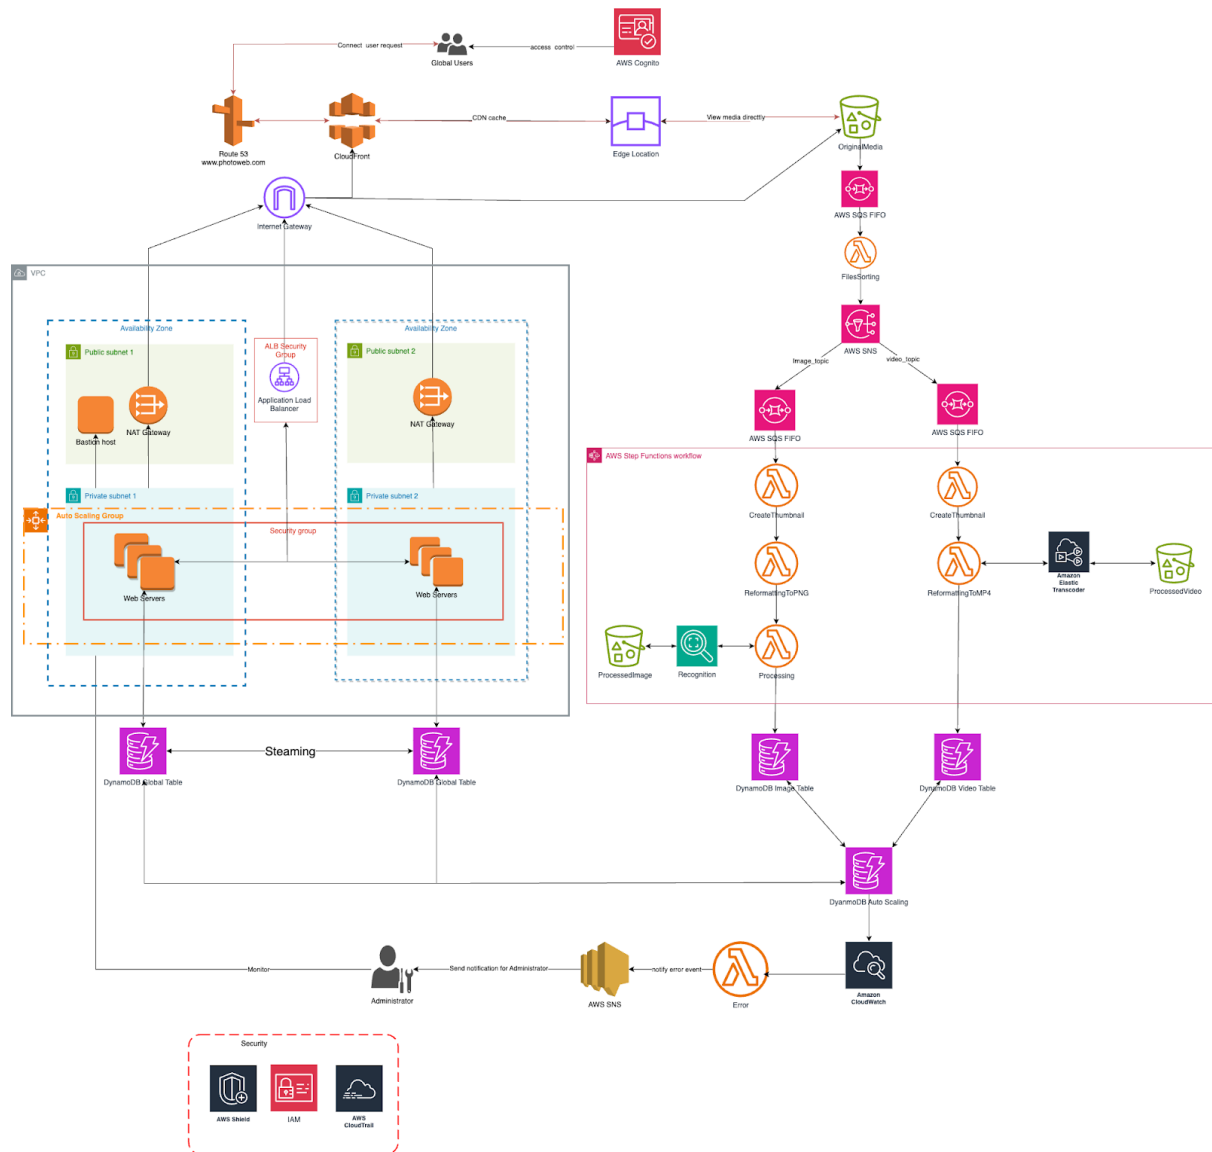 Connect user request
Global Users
access control
AWS Cognito
Route 53
www.photoweb.com
CloudFront
CDN cache
Edge Location
View media directtly
OriginalMedia
Internet Gateway
AWS SQS FIFO
FilesSorting
AWS SNS
Image_topic
video_topic
AWS SQS FIFO
AWS SQS FIFO
VPC
Availability Zone
Availability Zone
Public subnet 1
Public subnet 2
ALB Security
Group
Application Load
Balancer
Bastion host
NAT Gateway
NAT Gateway
Private subnet 1
Private subnet 2
Auto Scaling Group
Security group
Web Servers
Web Servers
AWS Step Functions workflow
CreateThumbnail
CreateThumbnail
ReformattingToPNG
ReformattingToMP4
Amazon
Elastic
Transcoder
ProcessedVideo
ProcessedImage
Recognition
Processing
DynamoDB Global Table
Steaming
DynamoDB Global Table
DynamoDB Image Table
DynamoDB Video Table
DyanmoDB Auto Scaling
Monitor
Administrator
Send notification for Administrator
AWS SNS
notify error event
Error
Amazon
CloudWatch
Security
AWS Shield
IAM
AWS
CloudTrail